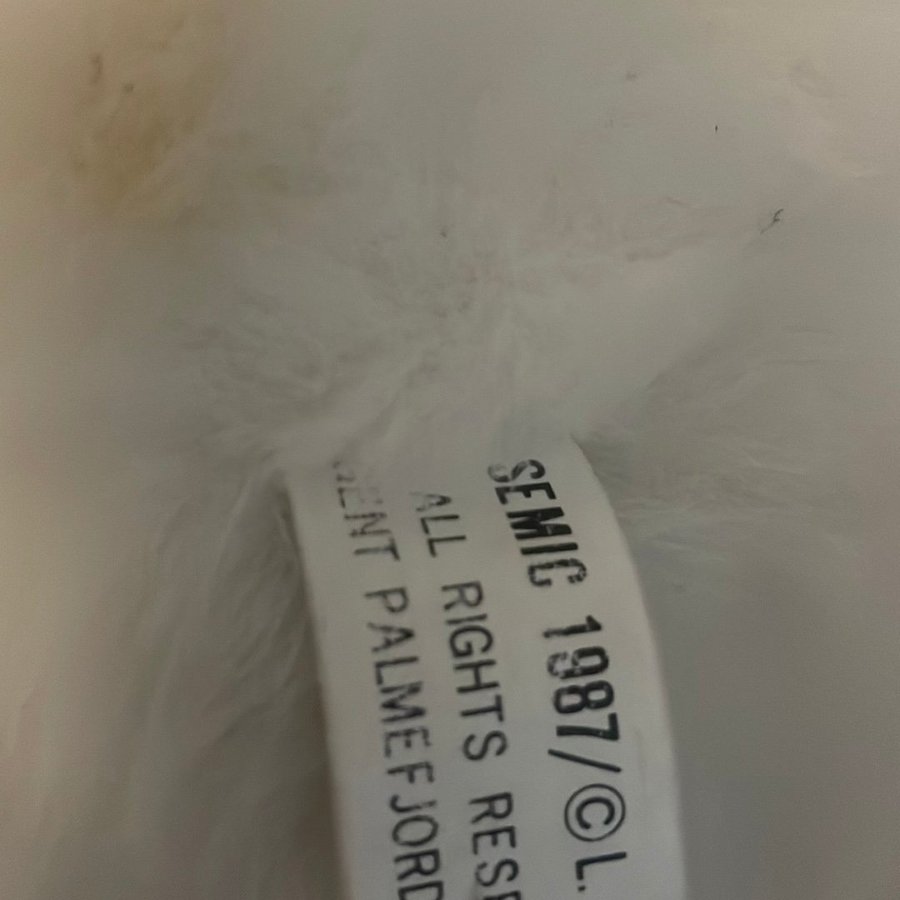 SEMIC 1987/© L.
ALL RIGHTS RESE
ENT PALMEFJORD